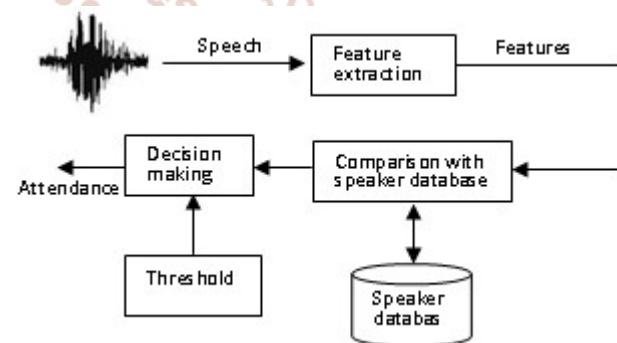 Speech
Feature
extraction
Features
Attendance
Decision
making
Comparison with
speaker database
Threshold
Speaker
databas